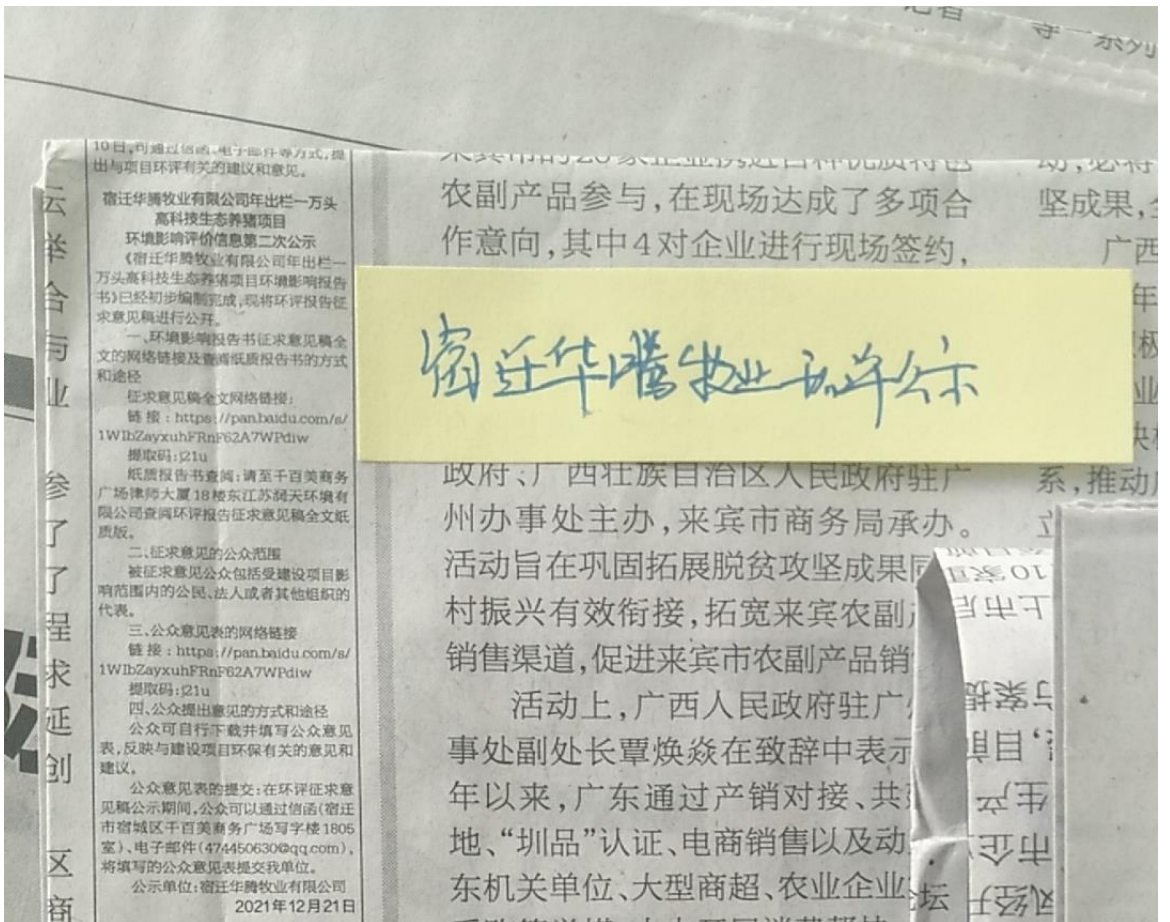 记者
等一系列
10日,可通过信函、电子邮件等方式,提
出与项目环评有关的建议和意见。
宿迁华腾牧业有限公司年出栏一万头
高科技生态养猪项目
环境影响评价信息第二次公示
《宿迁华腾牧业有限公司年出栏一
万头高科技生态养猪项目环境影响报告
书》已经初步编制完成,现将环评报告征
求意见稿进行公开。
一、环境影响报告书征求意见稿全
文的网络链接及查阅纸质报告书的方式
和途径
征求意见稿全文网络链接:
链接:https://pan.baidu.com/s/
1WIbZayxuhFRnF62A7WPdiw
提取码:j21u
纸质报告书查阅:请至千百美商务
广场律师大厦18楼东江苏润天环境有
限公司查阅环评报告征求意见稿全文纸
质版。
二、征求意见的公众范围
被征求意见公众包括受建设项目影
响范围内的公民、法人或者其他组织的
代表。
三、公众意见表的网络链接
链接:https://pan.baidu.com/s/
1WIbZayxuhFRnF62A7WPdiw
提取码:j21u
四、公众提出意见的方式和途径
公众可自行下载并填写公众意见
表,反映与建设项目环保有关的意见和
建议。
公众意见表的提交:在环评征求意
见稿公示期间,公众可以通过信函(宿迁
市宿城区千百美商务广场写字楼1805
室)、电子邮件(474450630@qq.com),
将填写的公众意见表提交我单位。
公示单位:宿迁华腾牧业有限公司
2021年12月21日
来宾市的20家企业携近百种优质特色
农副产品参与,在现场达成了多项合
作意向,其中4对企业进行现场签约,
宿迁华腾牧业环评公示
政府、广西壮族自治区人民政府驻广
州办事处主办,来宾市商务局承办。
活动旨在巩固拓展脱贫攻坚成果同
村振兴有效衔接,拓宽来宾农副
销售渠道,促进来宾市农副产品销
活动上,广西人民政府驻广
事处副处长覃焕焱在致辞中表示
年以来,广东通过产销对接、共
地、“圳品”认证、电商销售以及动
东机关单位、大型商超、农业企业
坚成果,
广西
年
业
系,推动
立